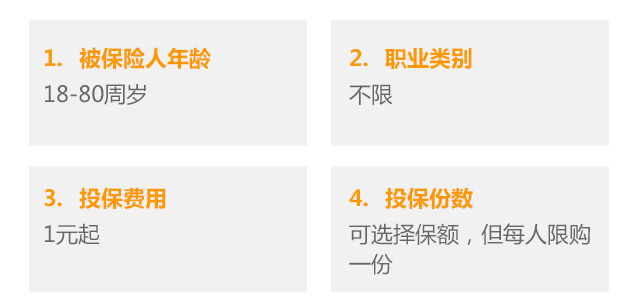 1. 被保险人年龄
18-80周岁
2. 职业类别
不限
3. 投保费用
1元起
4. 投保份数
可选择保额，但每人限购
一份